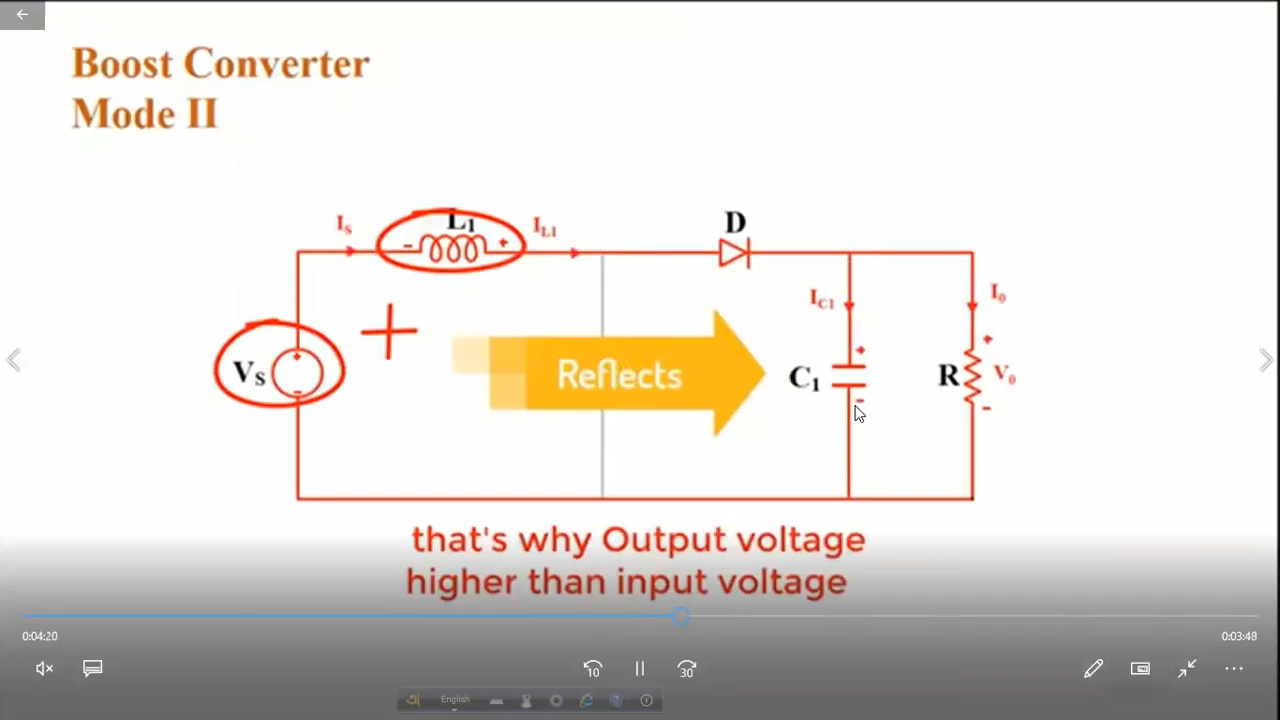 Boost Converter
Mode II
Is
L1
IL1
D
IC1
I0
+
Vs
Reflects
C1
R
V0
that's why Output voltage
higher than input voltage
0:04:20
0:03:48
10
30
English